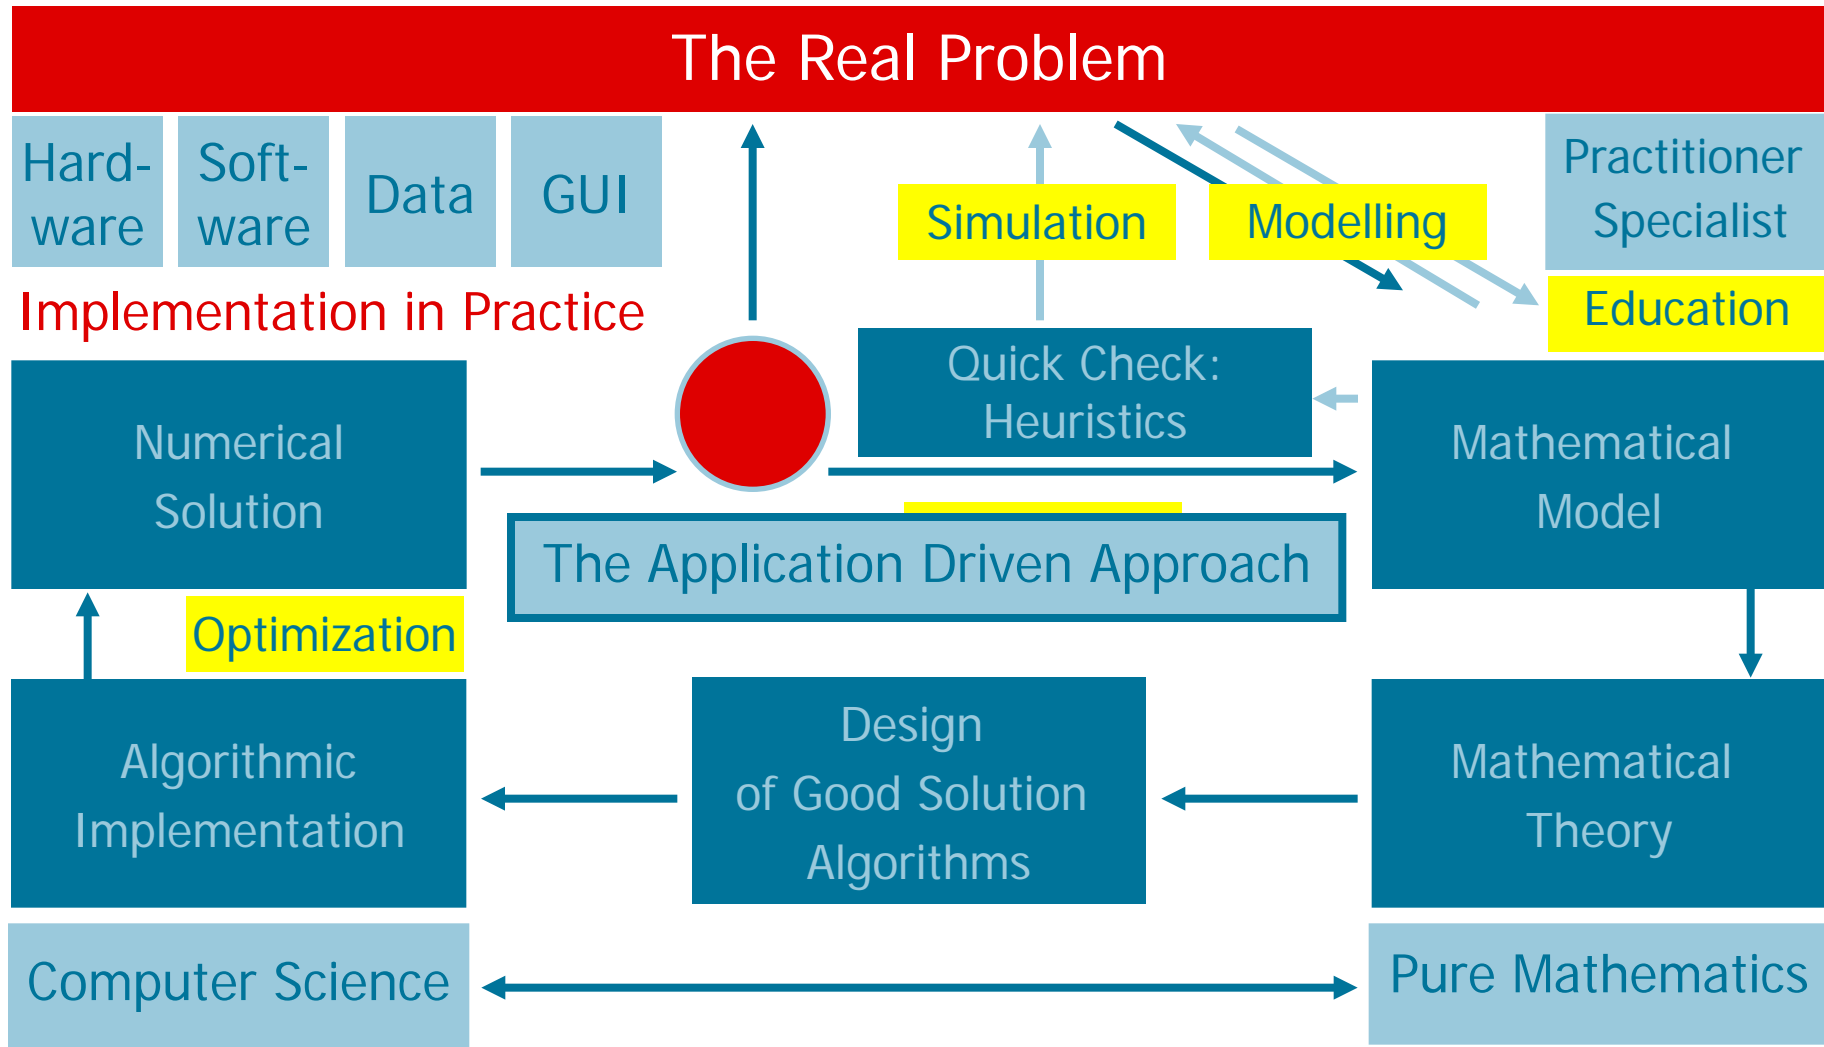 The Real Problem
Hard-
ware
Soft-
ware
Data
GUI
Simulation
Modelling
Practitioner
Specialist
Implementation in Practice
Education
Quick Check:
Heuristics
Numerical
Solution
Mathematical
Model
The Application Driven Approach
Optimization
Algorithmic
Implementation
Design
of Good Solution
Algorithms
Mathematical
Theory
Computer Science
Pure Mathematics